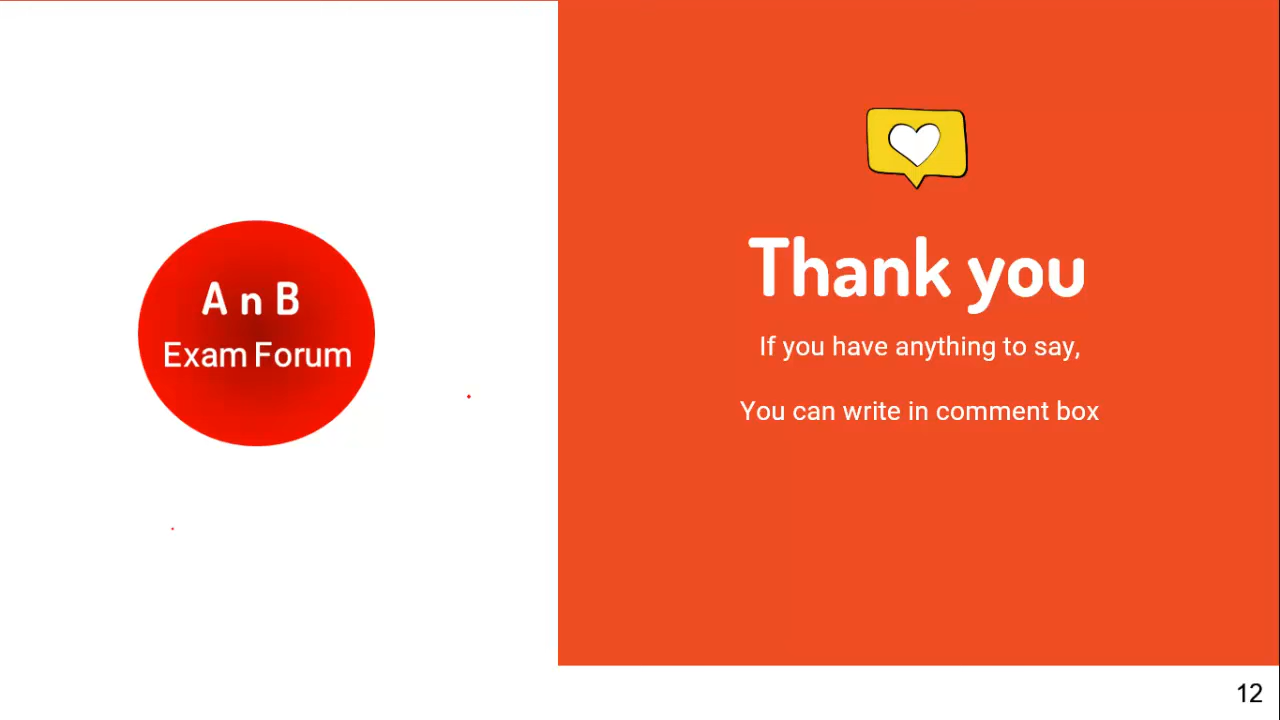 A n B
Exam Forum
Thank you
If you have anything to say,
You can write in comment box
12